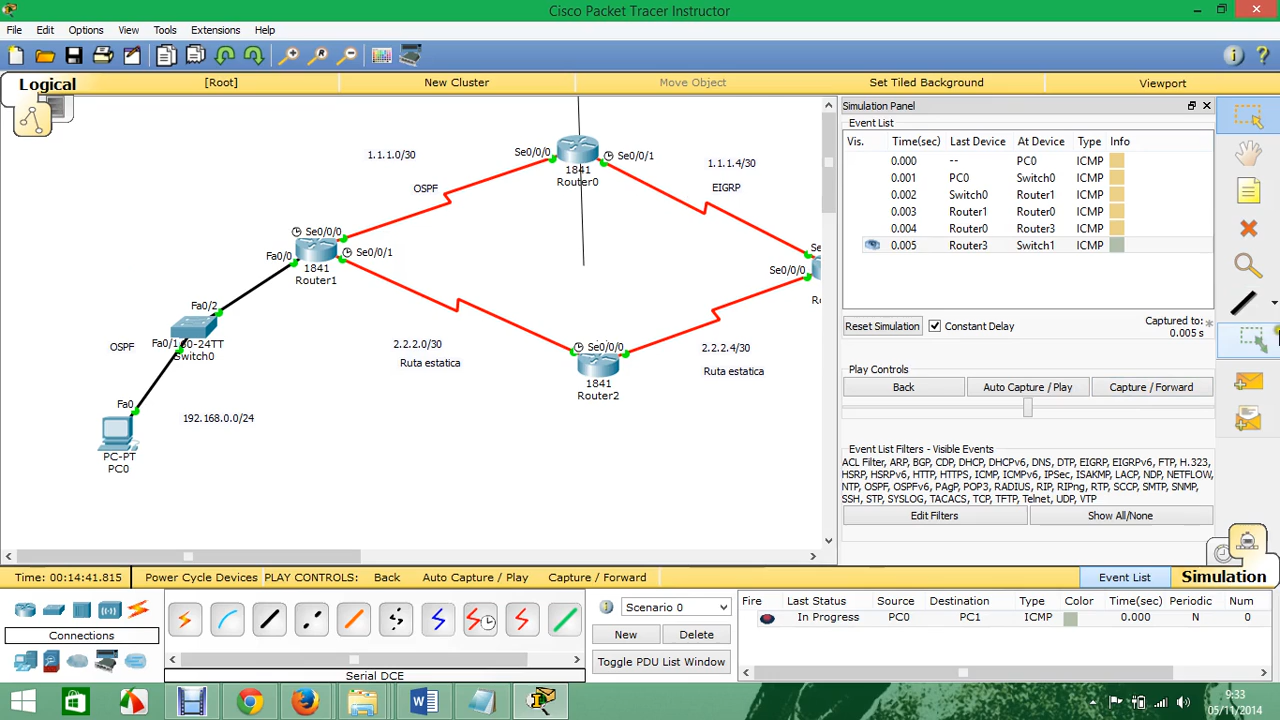 Cisco Packet Tracer Instructor
File Edit Options View Tools Extensions Help
Logical [Root] New Cluster Move Object Set Tiled Background Viewport
1.1.1.0/30
OSPF
Se0/0/0
Se0/0/1
1841
Router0
1.1.1.4/30
EIGRP
Se0/0/0
Se0/0/1
Fa0/0
1841
Router1
Se0/0/0
Fa0/2
Fa0/1
Switch0
OSPF
2.2.2.0/30
Ruta estatica
Se0/0/0
1841
Router2
2.2.2.4/30
Ruta estatica
Fa0
192.168.0.0/24
PC-PT
PC0
Simulation Panel
Event List
Vis. Time(sec) Last Device At Device Type Info
0.000 -- PC0 ICMP
0.001 PC0 Switch0 ICMP
0.002 Switch0 Router1 ICMP
0.003 Router1 Router0 ICMP
0.004 Router0 Router3 ICMP
0.005 Router3 Switch1 ICMP
Reset Simulation Constant Delay Captured to: *
0.005 s
Play Controls
Back Auto Capture / Play Capture / Forward
Event List Filters - Visible Events
ACL Filter, ARP, BGP, CDP, DHCP, DHCPv6, DNS, DTP, EIGRP, EIGRPv6, FTP, H.323,
HSRP, HSRPv6, HTTP, HTTPS, ICMP, ICMPv6, IPSec, ISAKMP, LACP, NDP, NETFLOW,
NTP, OSPF, OSPFv6, PAgP, POP3, RADIUS, RIP, RIPng, RTP, SCCP, SMTP, SNMP,
SSH, STP, SYSLOG, TACACS, TCP, TFTP, Telnet, UDP, VTP
Edit Filters Show All/None
Time: 00:14:41.815 Power Cycle Devices PLAY CONTROLS: Back Auto Capture / Play Capture / Forward Event List Simulation
Connections
Serial DCE
Scenario 0
New Delete
Toggle PDU List Window
Fire Last Status Source Destination Type Color Time(sec) Periodic Num
In Progress PC0 PC1 ICMP 0.000 N 0
9:33
05/11/2014